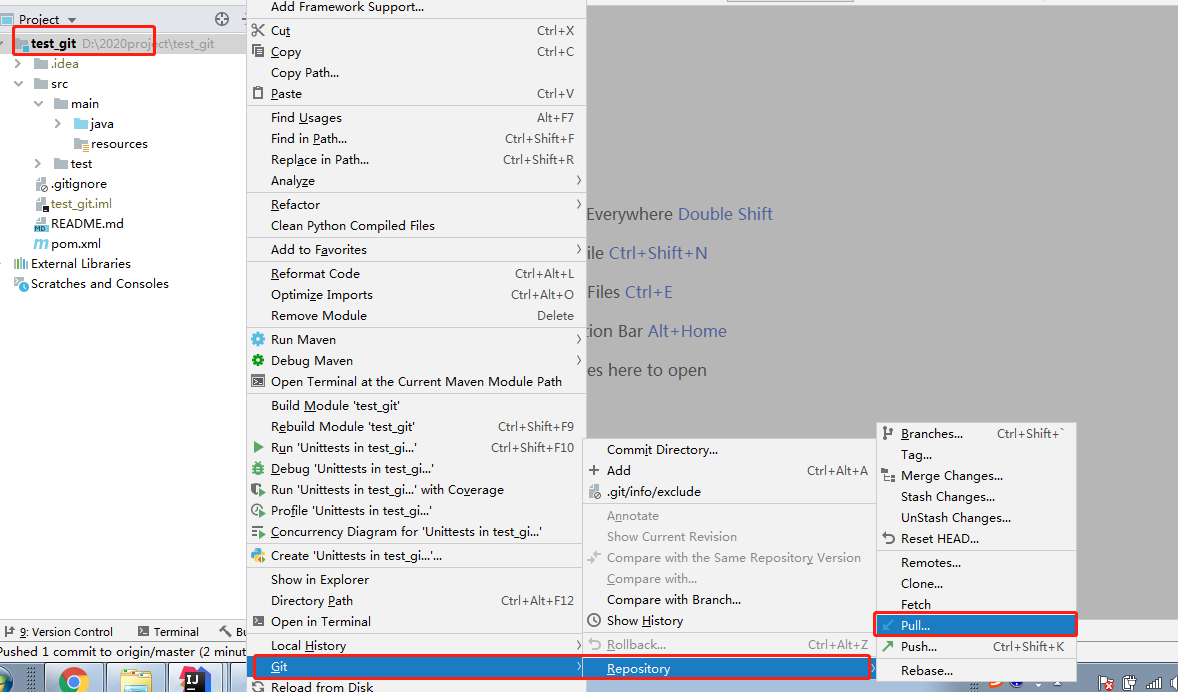 Project
test_git D:\2020project\test_git
.idea
src
main
java
resources
test
.gitignore
test_git.iml
README.md
pom.xml
External Libraries
Scratches and Consoles
9: Version Control Terminal
Pushed 1 commit to origin/master (2 minut
Add Framework Support...
Cut Ctrl+X
Copy Ctrl+C
Copy Path...
Paste Ctrl+V
Find Usages Alt+F7
Find in Path... Ctrl+Shift+F
Replace in Path... Ctrl+Shift+R
Analyze
Refactor
Clean Python Compiled Files
Add to Favorites
Reformat Code Ctrl+Alt+L
Optimize Imports Ctrl+Alt+O
Remove Module Delete
Run Maven
Debug Maven
Open Terminal at the Current Maven Module Path
Build Module 'test_git'
Rebuild Module 'test_git' Ctrl+Shift+F9
Run 'Unittests in test_gi...' Ctrl+Shift+F10
Debug 'Unittests in test_gi...'
Run 'Unittests in test_gi...' with Coverage
Profile 'Unittests in test_gi...'
Concurrency Diagram for 'Unittests in test_gi...'
Create 'Unittests in test_gi...'...
Show in Explorer
Directory Path Ctrl+Alt+F12
Open in Terminal
Local History
Git
Reload from Disk
Everywhere Double Shift
ile Ctrl+Shift+N
Files Ctrl+E
tion Bar Alt+Home
es here to open
Commit Directory...
Add Ctrl+Alt+A
.git/info/exclude
Annotate
Show Current Revision
Compare with the Same Repository Version
Compare with...
Compare with Branch...
Show History
Rollback... Ctrl+Alt+Z
Repository
Branches... Ctrl+Shift+`
Tag...
Merge Changes...
Stash Changes...
UnStash Changes...
Reset HEAD...
Remotes...
Clone...
Fetch
Pull...
Push... Ctrl+Shift+K
Rebase...